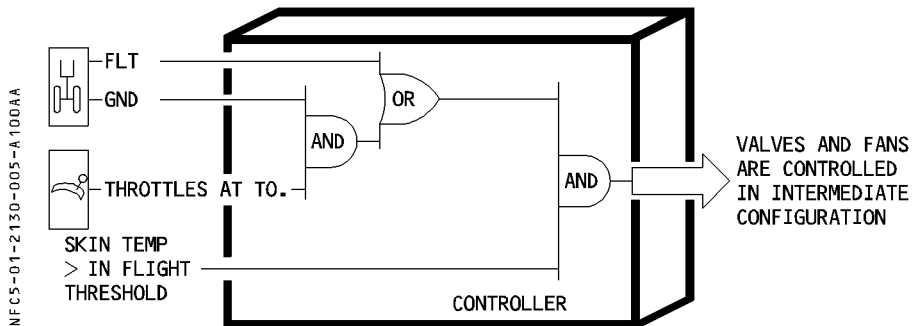 FLT
GND
OR
AND
THROTTLES AT TO.
AND
VALVES AND FANS
ARE CONTROLLED
IN INTERMEDIATE
CONFIGURATION
SKIN TEMP
> IN FLIGHT
THRESHOLD
CONTROLLER
NFC5-01-2130-005-A100AA